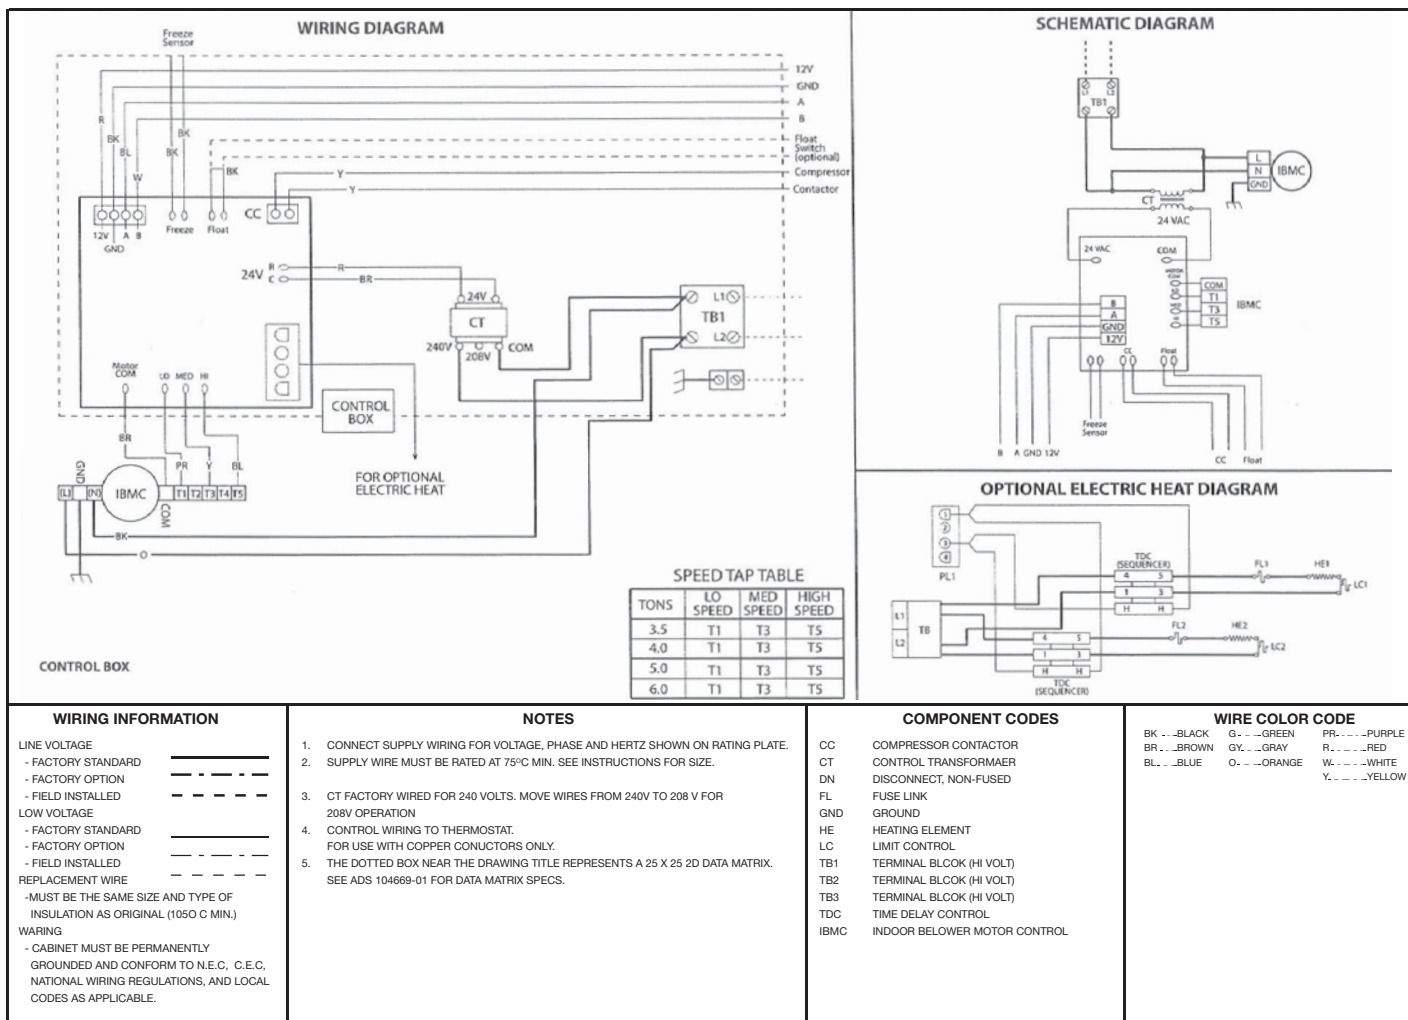 WIRING DIAGRAM
Freeze
Sensor
12V
GND
A
B
Float
Switch
(optional)
Compressor
Contactor
R
BK
BL
W
BK
BK
BK
Y
Y
12V
GND
A B
Freeze
Float
CC
24V
R
C
R
BR
24V
CT
240V
208V
COM
L1
TB1
L2
Motor
COM
LO MED HI
CONTROL
BOX
BR
PR
Y
BL
GND
(L)
(N)
IBMC
COM
T1 T2 T3 T4 T5
BK
O
FOR OPTIONAL
ELECTRIC HEAT
CONTROL BOX
SPEED TAP TABLE
TONS LO SPEED MED SPEED HIGH SPEED
3.5 T1 T3 T5
4.0 T1 T3 T5
5.0 T1 T3 T5
6.0 T1 T3 T5
SCHEMATIC DIAGRAM
L1 L2
TB1
L
N
GND
IBMC
CT
24 VAC
24 VAC
COM
MOTOR
COM
COM
T1
T3
T5
IBMC
B
A
GND
12V
CC
Float
Freeze
Sensor
B A GND 12V
CC Float
OPTIONAL ELECTRIC HEAT DIAGRAM
1
2
3
4
PL1
TDC
(SEQUENCER)
4 5
1 3
H H
FL1
HE1
LC1
L1
L2
TB
4 5
1 3
H H
TDC
(SEQUENCER)
FL2
HE2
LC2
WIRING INFORMATION
LINE VOLTAGE
- FACTORY STANDARD
- FACTORY OPTION
- FIELD INSTALLED
LOW VOLTAGE
- FACTORY STANDARD
- FACTORY OPTION
- FIELD INSTALLED
REPLACEMENT WIRE
-MUST BE THE SAME SIZE AND TYPE OF
INSULATION AS ORIGINAL (105O C MIN.)
WARING
- CABINET MUST BE PERMANENTLY
GROUNDED AND CONFORM TO N.E.C, C.E.C,
NATIONAL WIRING REGULATIONS, AND LOCAL
CODES AS APPLICABLE.
NOTES
1. CONNECT SUPPLY WIRING FOR VOLTAGE, PHASE AND HERTZ SHOWN ON RATING PLATE.
2. SUPPLY WIRE MUST BE RATED AT 75ºC MIN. SEE INSTRUCTIONS FOR SIZE.
3. CT FACTORY WIRED FOR 240 VOLTS. MOVE WIRES FROM 240V TO 208 V FOR
208V OPERATION
4. CONTROL WIRING TO THERMOSTAT.
FOR USE WITH COPPER CONUCTORS ONLY.
5. THE DOTTED BOX NEAR THE DRAWING TITLE REPRESENTS A 25 X 25 2D DATA MATRIX.
SEE ADS 104669-01 FOR DATA MATRIX SPECS.
COMPONENT CODES
CC COMPRESSOR CONTACTOR
CT CONTROL TRANSFORMAER
DN DISCONNECT, NON-FUSED
FL FUSE LINK
GND GROUND
HE HEATING ELEMENT
LC LIMIT CONTROL
TB1 TERMINAL BLCOK (HI VOLT)
TB2 TERMINAL BLCOK (HI VOLT)
TB3 TERMINAL BLCOK (HI VOLT)
TDC TIME DELAY CONTROL
IBMC INDOOR BELOWER MOTOR CONTROL
WIRE COLOR CODE
BK BLACK G GREEN PR PURPLE
BR BROWN GY GRAY R RED
BL BLUE O ORANGE W WHITE
Y YELLOW